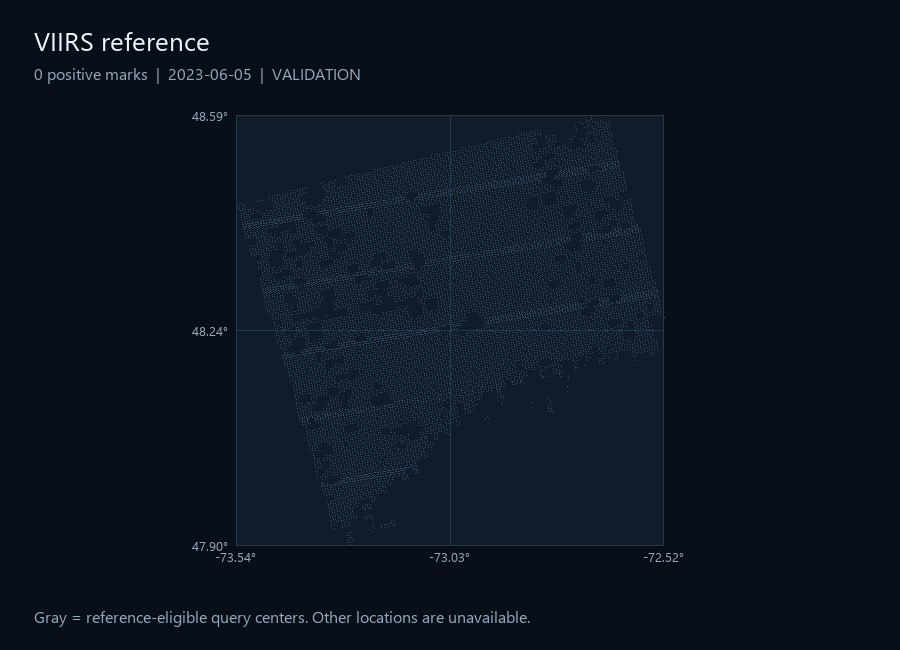 VIIRS reference
0 positive marks | 2023-06-05 | VALIDATION
48.59°
48.24°
47.90°
-73.54° -73.03° -72.52°
Gray = reference-eligible query centers. Other locations are unavailable.